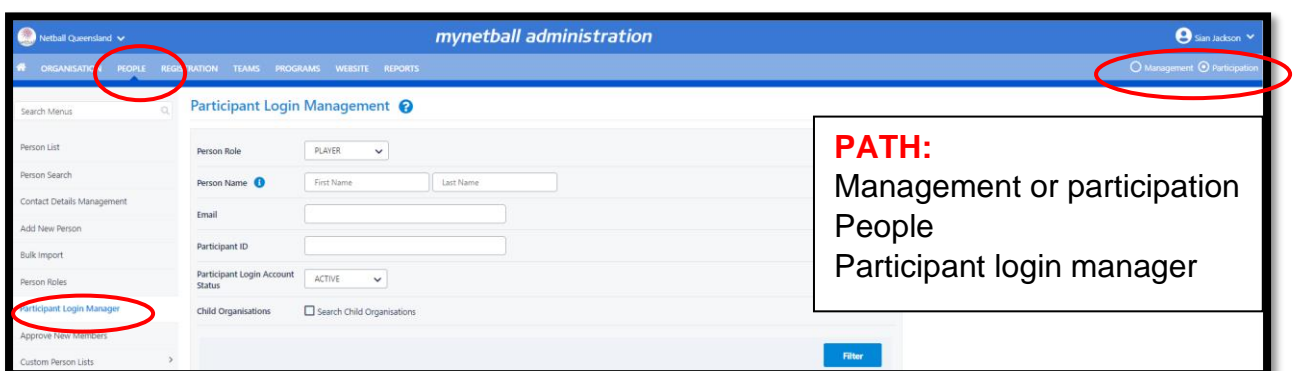 Netball Queensland
mynetball administration
Sian Jackson
ORGANISATION PEOPLE REGISTRATION TEAMS PROGRAMS WEBSITE REPORTS
Management Participation
Search Menus
Person List
Person Search
Contact Details Management
Add New Person
Bulk Import
Person Roles
Participant Login Manager
Approve New Members
Custom Person Lists
Participant Login Management ?
Person Role PLAYER
Person Name i First Name Last Name
Email
Participant ID
Participant Login Account
Status ACTIVE
Child Organisations Search Child Organisations
Filter
PATH:
Management or participation
People
Participant login manager